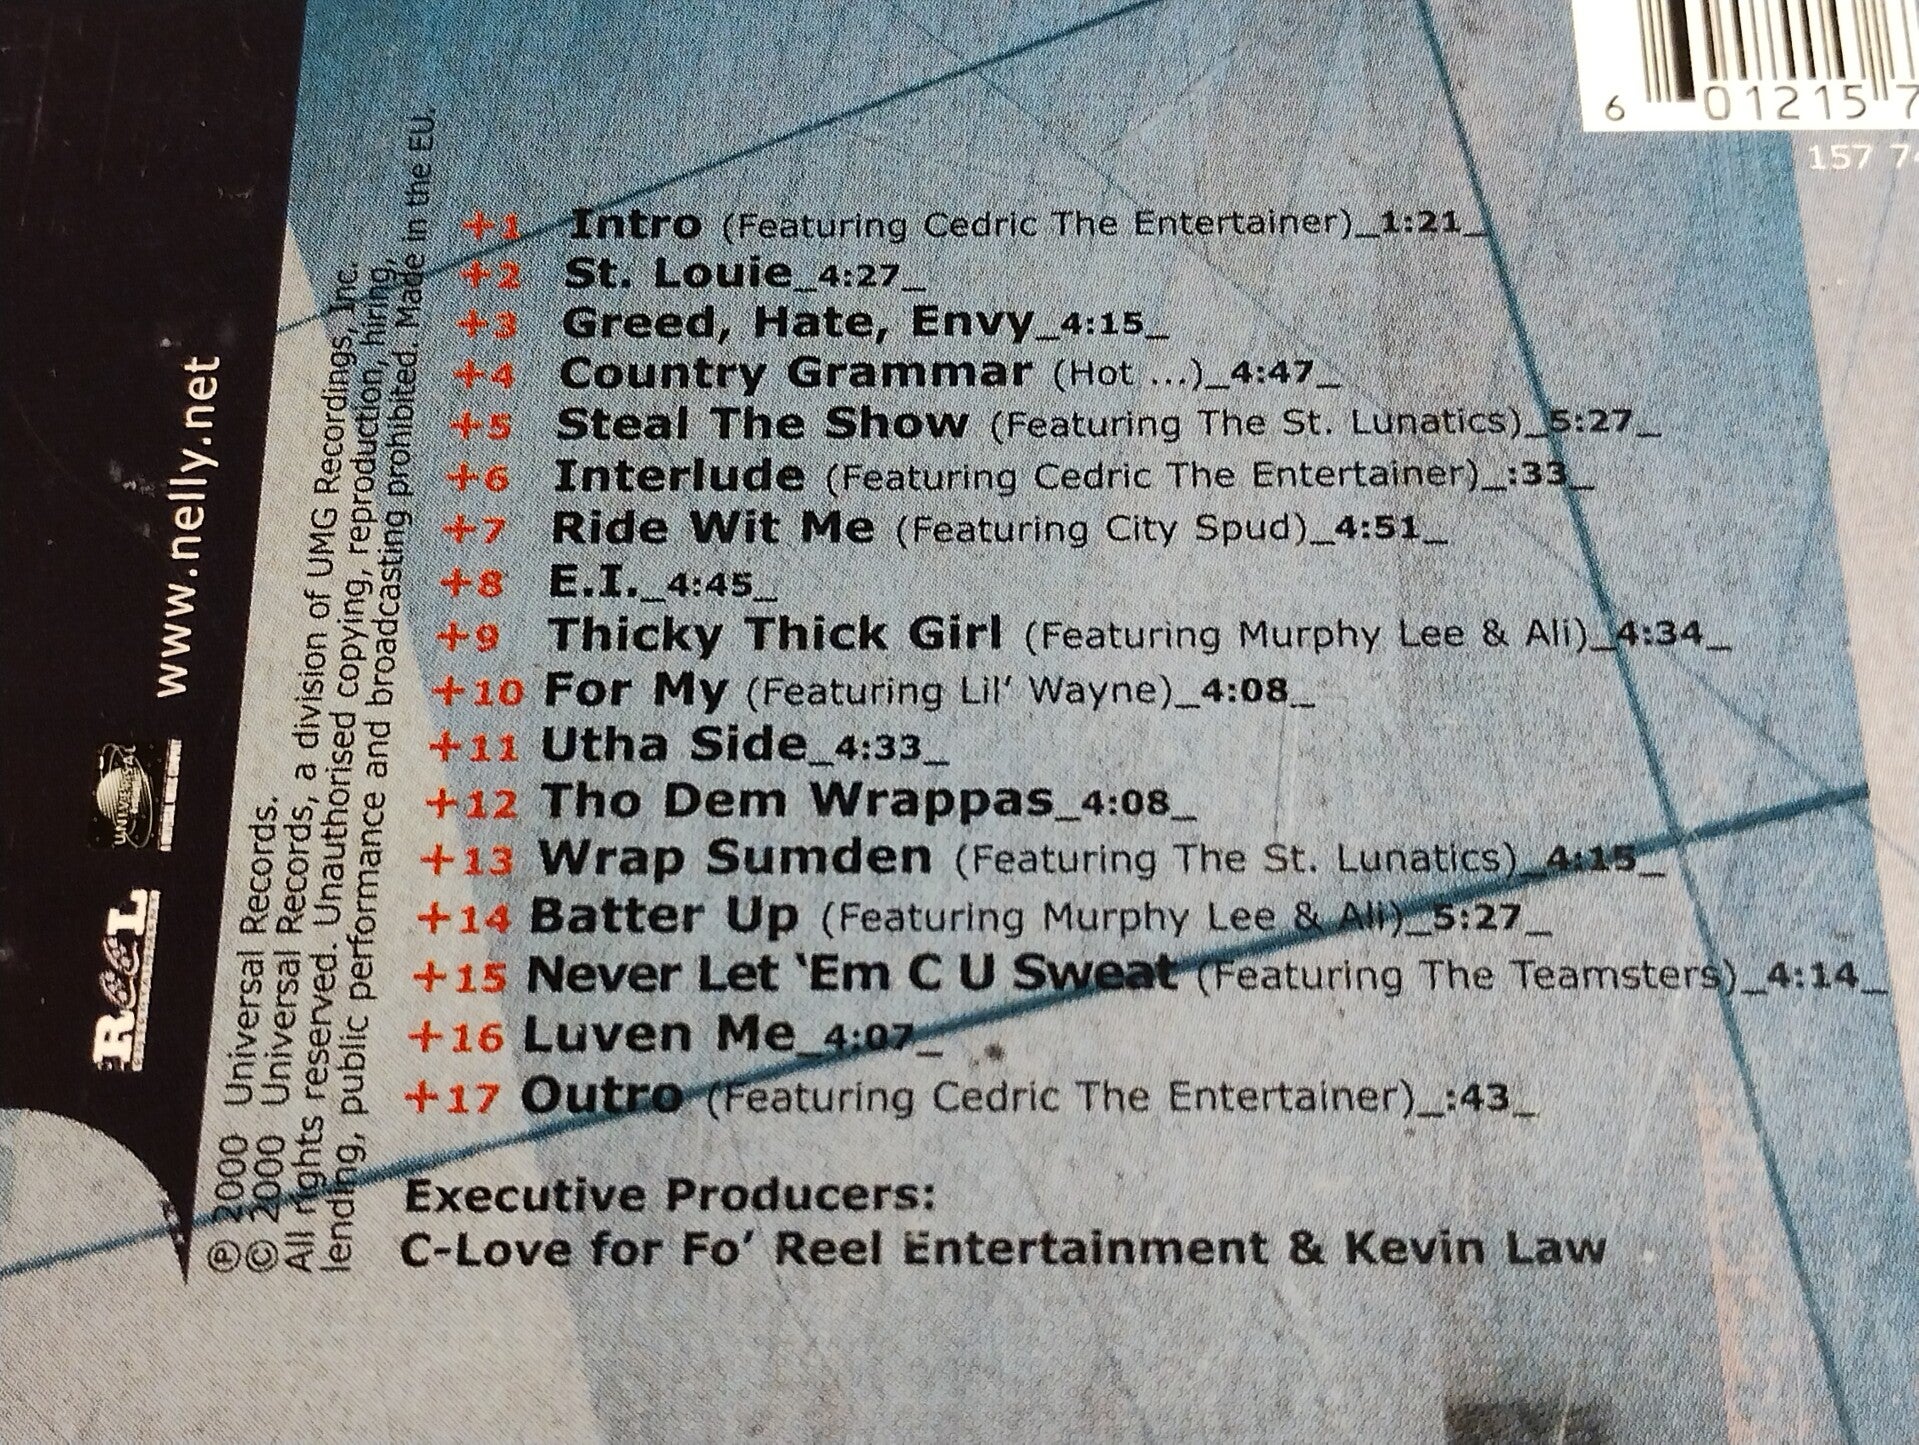 6 01215 7
157 7
+1 Intro (Featuring Cedric The Entertainer)_1:21_
+2 St. Louie_4:27_
+3 Greed, Hate, Envy_4:15_
+4 Country Grammar (Hot ...)_4:47_
+5 Steal The Show (Featuring The St. Lunatics)_5:27_
+6 Interlude (Featuring Cedric The Entertainer)_:33_
+7 Ride Wit Me (Featuring City Spud)_4:51_
+8 E.I._4:45_
+9 Thicky Thick Girl (Featuring Murphy Lee & Ali)_4:34_
+10 For My (Featuring Lil' Wayne)_4:08_
+11 Utha Side_4:33_
+12 Tho Dem Wrappas_4:08_
+13 Wrap Sumden (Featuring The St. Lunatics)_4:15_
+14 Batter Up (Featuring Murphy Lee & Ali)_5:27_
+15 Never Let ‘Em C U Sweat (Featuring The Teamsters)_4:14_
+16 Luven Me_4:07_
+17 Outro (Featuring Cedric The Entertainer)_:43_
Executive Producers:
C-Love for Fo’ Reel Entertainment & Kevin Law
℗ 2000 Universal Records.
© 2000 Universal Records, a division of UMG Recordings, Inc.
All rights reserved. Unauthorised copying, reproduction, hiring,
lending, public performance and broadcasting prohibited. Made in the EU.
www.nelly.net
UNIVERSAL
REEL